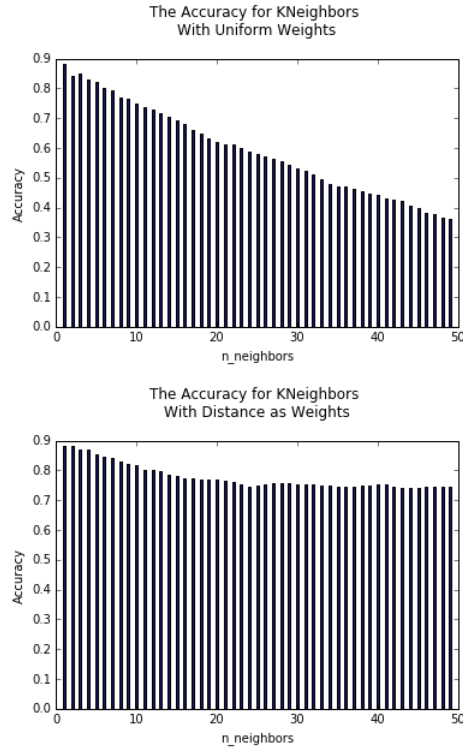 The Accuracy for KNeighbors
With Uniform Weights
0.9
0.8
0.7
0.6
0.5
0.4
0.3
0.2
0.1
0.0
Accuracy
0 10 20 30 40 50
n_neighbors
The Accuracy for KNeighbors
With Distance as Weights
0.9
0.8
0.7
0.6
0.5
0.4
0.3
0.2
0.1
0.0
Accuracy
0 10 20 30 40 50
n_neighbors